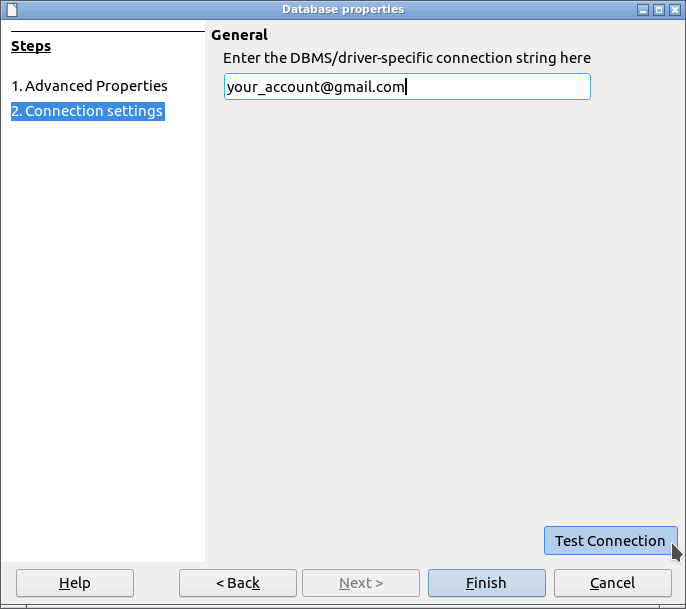 Database properties
Steps
1. Advanced Properties
2. Connection settings
General
Enter the DBMS/driver-specific connection string here
your_account@gmail.com
Test Connection
Help
< Back
Next >
Finish
Cancel